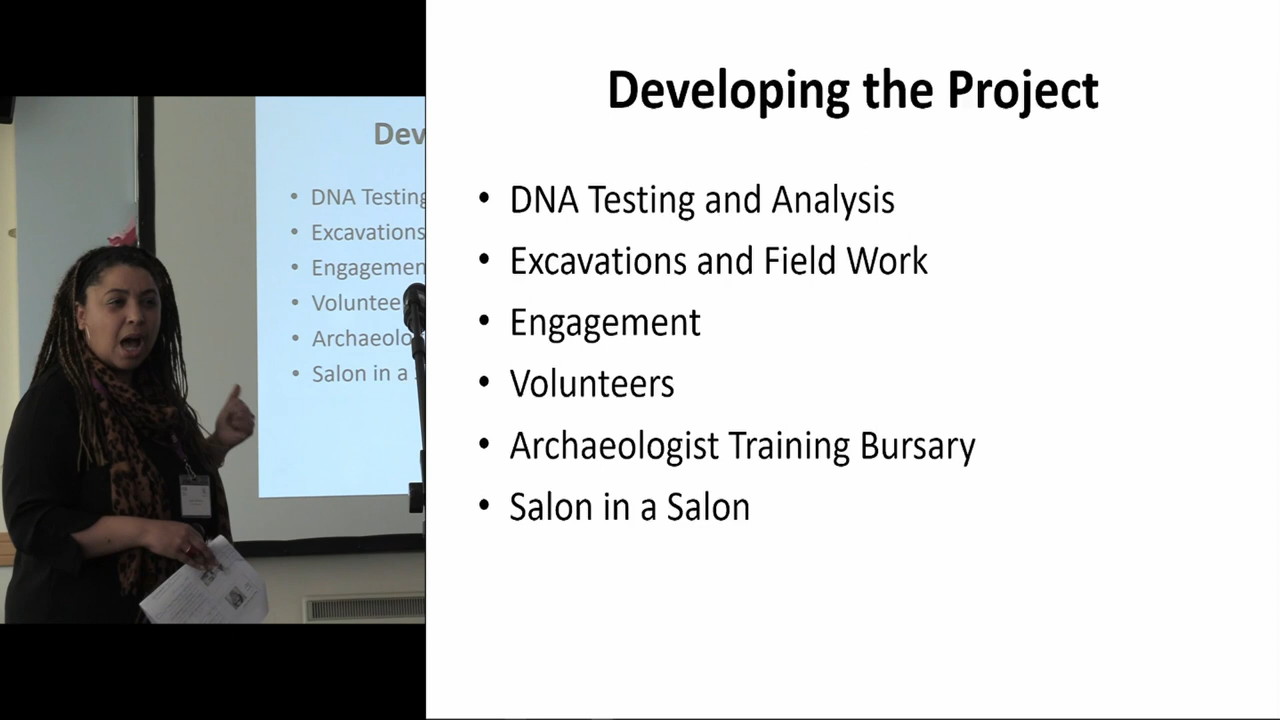 Developing the Project
• DNA Testing and Analysis
• Excavations and Field Work
• Engagement
• Volunteers
• Archaeologist Training Bursary
• Salon in a Salon
Dev
• DNA Testing
• Excavations
• Engagemen
• Voluntee
• Archaeolo
• Salon in a